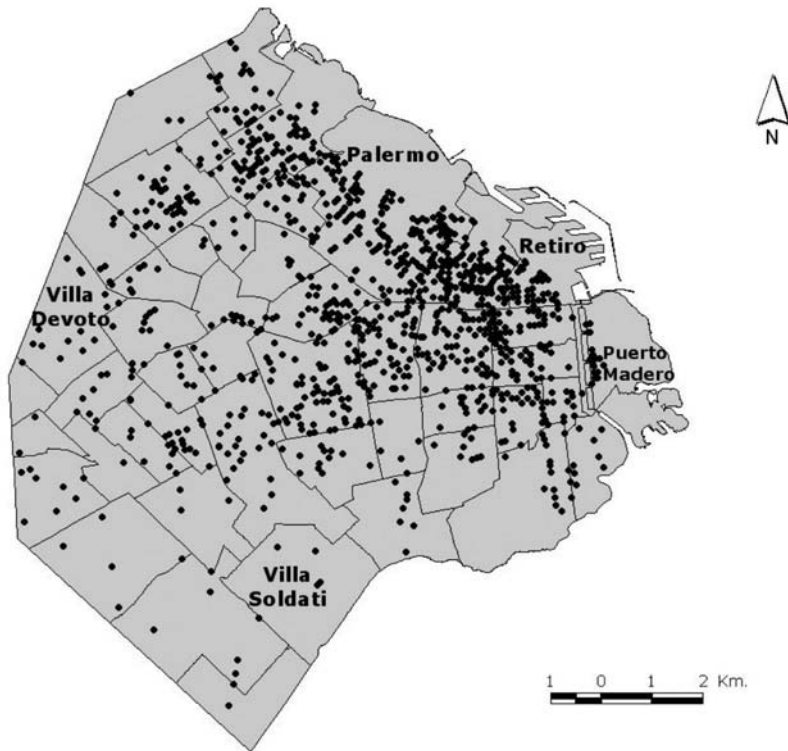 N
Palermo
Retiro
Villa
Devoto
Puerto
Madero
Villa
Soldati
1 0 1 2 Km.